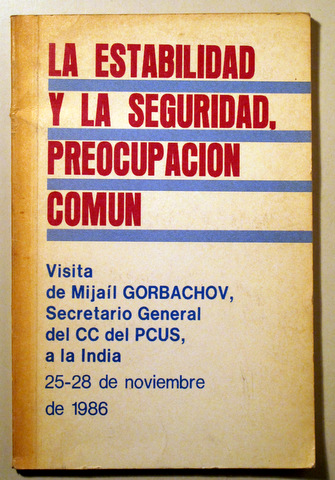 LA ESTABILIDAD
Y LA SEGURIDAD,
PREOCUPACION
COMUN
Visita
de Mijaíl GORBACHOV,
Secretario General
del CC del PCUS,
a la India
25-28 de noviembre
de 1986